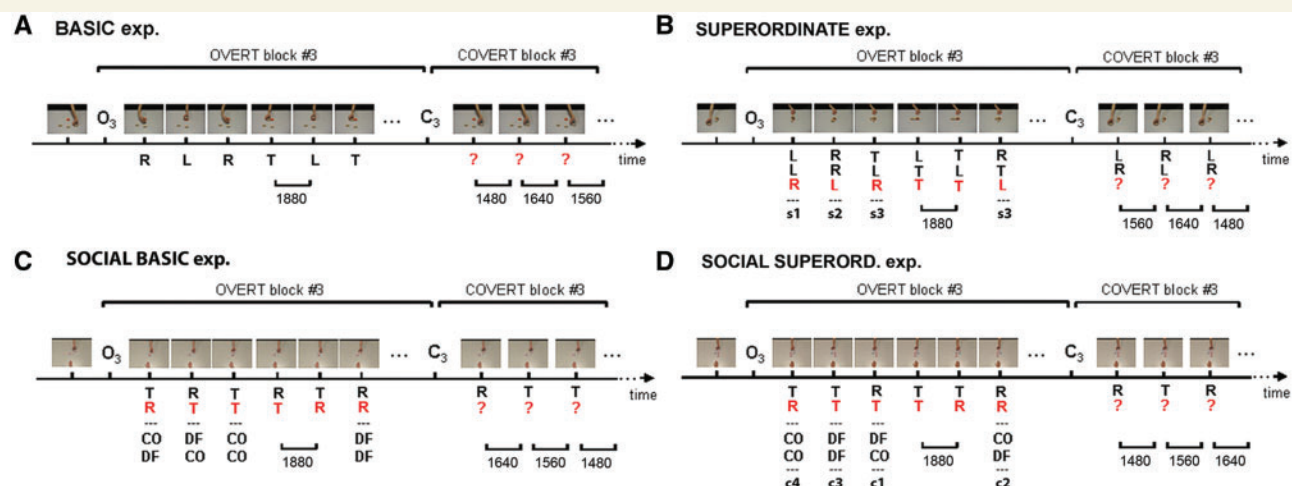 A BASIC exp.
OVERT block #3
COVERT block #3
O3
...
C3
...
R L R T L T
? ? ?
time
1880
1480 1640 1560
B SUPERORDINATE exp.
OVERT block #3
COVERT block #3
O3
...
C3
...
time
L R T L T R
L R L T L T
R L R T T L
--- --- --- ---
s1 s2 s3 s3
L R L
R L R
? ? ?
1880
1560 1640 1480
C SOCIAL BASIC exp.
OVERT block #3
COVERT block #3
O3
...
C3
...
time
T R T R T R
R T T T R R
--- --- --- ---
CO DF CO DF
DF CO CO DF
R T T
? ? ?
1880
1640 1560 1480
D SOCIAL SUPERORD. exp.
OVERT block #3
COVERT block #3
O3
...
C3
...
time
T T R T T R
R T T T R R
--- --- --- ---
CO DF DF CO
CO DF CO DF
--- --- --- ---
c4 c3 c1 c2
R T R
? ? ?
1880
1480 1560 1640